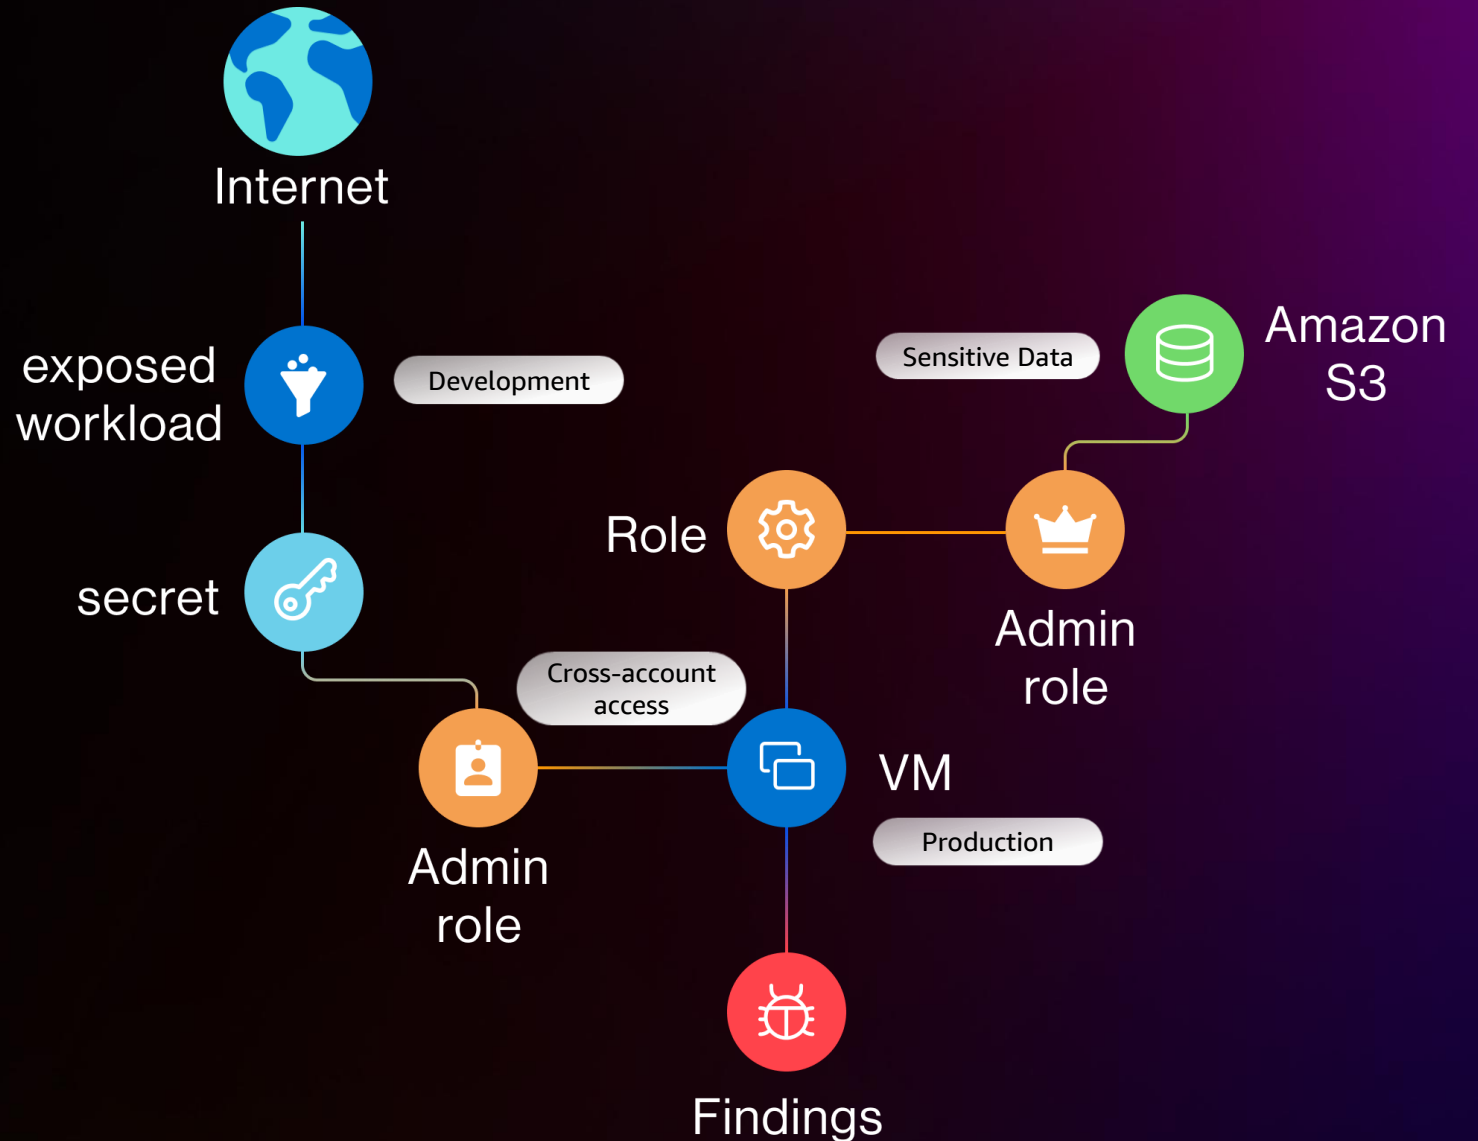 Internet
exposed
workload
Development
Sensitive Data
Amazon
S3
Role
secret
Admin
role
Cross-account
access
VM
Production
Admin
role
Findings